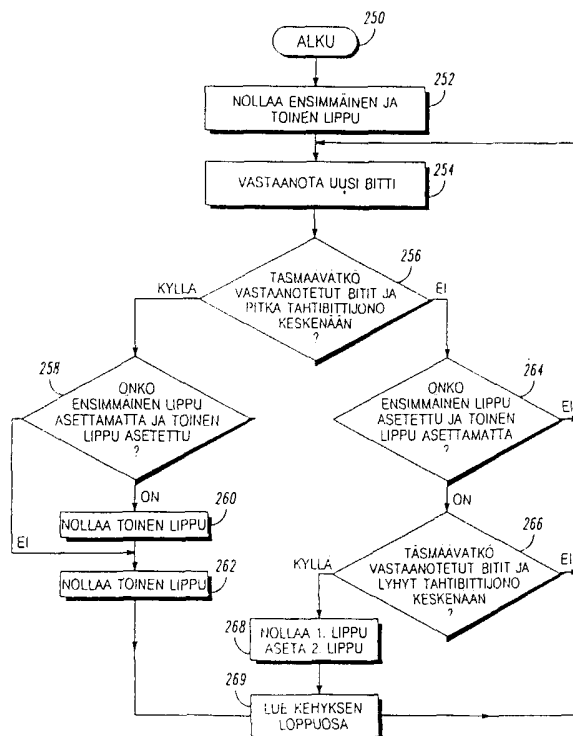 250
ALKU
252
NOLLAA ENSIMMÄINEN JA
TOINEN LIPPU
254
VASTAANOTA UUSI BITTI
256
KYLLÄ
TÄSMÄÄVÄTKÖ
VASTAANOTETUT BITIT JA
PITKÄ TAHTIBITTIJONO
KESKENÄÄN
?
EI
258
ONKO
ENSIMMÄINEN LIPPU
ASETTAMATTA JA TOINEN
LIPPU ASETETTU
?
264
ONKO
ENSIMMÄINEN LIPPU
ASETETTU JA TOINEN
LIPPU ASETTAMATTA
?
EI
ON
260
NOLLAA TOINEN LIPPU
EI
262
NOLLAA TOINEN LIPPU
ON
266
KYLLÄ
TÄSMÄÄVÄTKÖ
VASTAANOTETUT BITIT JA
LYHYT TAHTIBITTIJONO
KESKENÄÄN
?
EI
268
NOLLAA 1. LIPPU
ASETA 2. LIPPU
269
LUE KEHYKSEN
LOPPUOSA